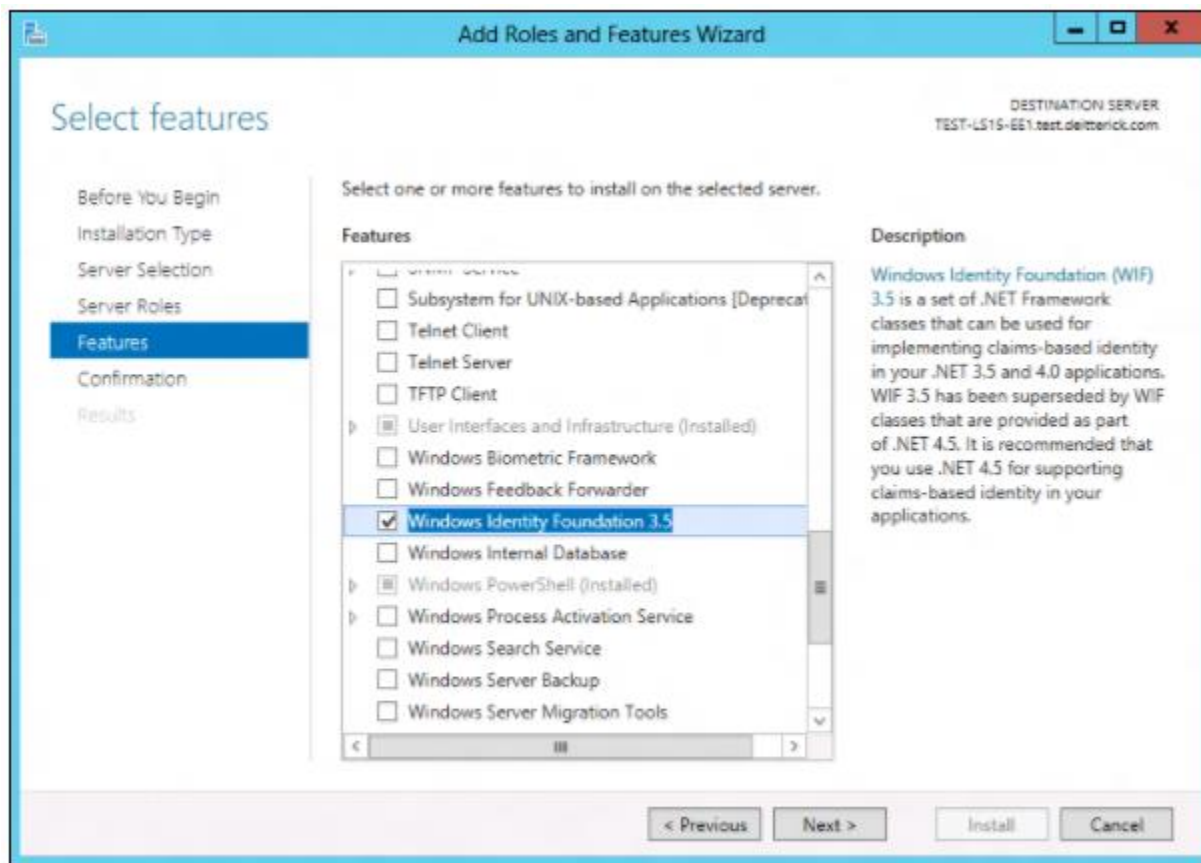 Add Roles and Features Wizard
Select features
DESTINATION SERVER
TEST-LS15-EE1.test.deitterick.com
Before You Begin
Installation Type
Server Selection
Server Roles
Features
Confirmation
Results
Select one or more features to install on the selected server.
Features
SNMP Service
Subsystem for UNIX-based Applications [Deprecat
Telnet Client
Telnet Server
TFTP Client
User Interfaces and Infrastructure (Installed)
Windows Biometric Framework
Windows Feedback Forwarder
Windows Identity Foundation 3.5
Windows Internal Database
Windows PowerShell (Installed)
Windows Process Activation Service
Windows Search Service
Windows Server Backup
Windows Server Migration Tools
Description
Windows Identity Foundation (WIF)
3.5 is a set of .NET Framework
classes that can be used for
implementing claims-based identity
in your .NET 3.5 and 4.0 applications.
WIF 3.5 has been superseded by WIF
classes that are provided as part
of .NET 4.5. It is recommended that
you use .NET 4.5 for supporting
claims-based identity in your
applications.
< Previous
Next >
Install
Cancel